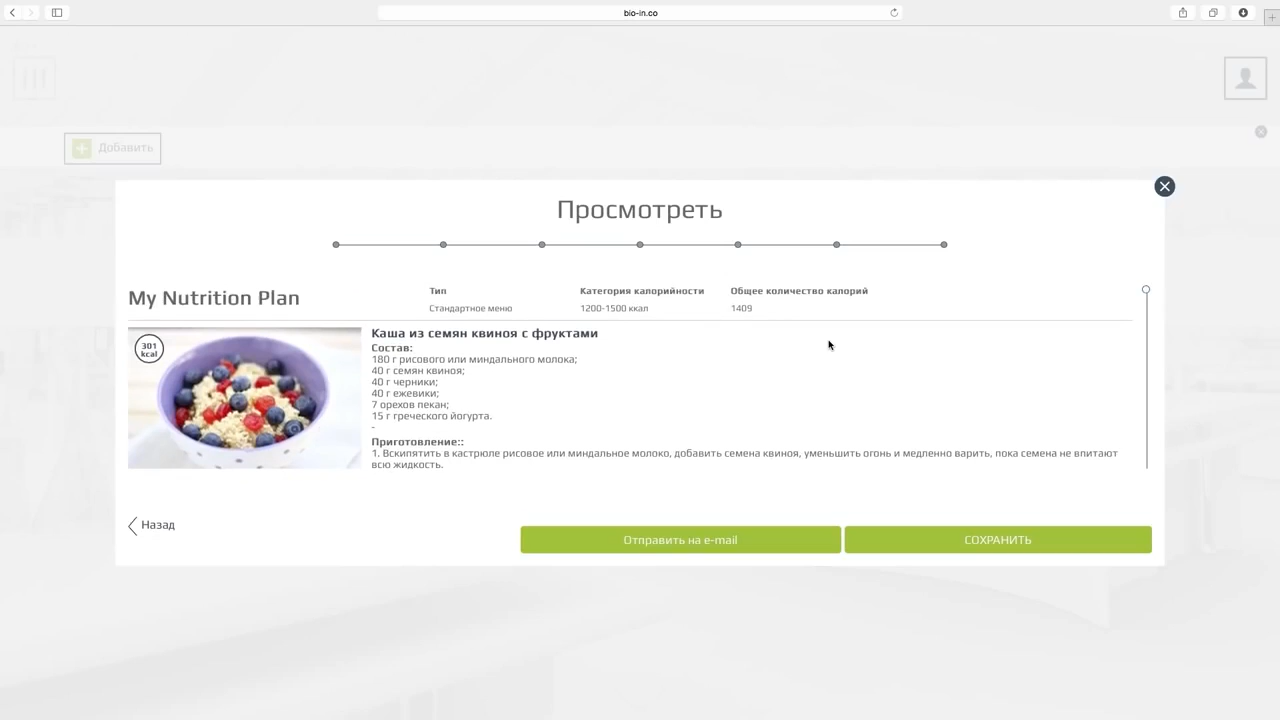 bio-in.co
Добавить
Просмотреть
My Nutrition Plan
Тип
Стандартное меню
Категория калорийности
1200-1500 ккал
Общее количество калорий
1409
301
kcal
Каша из семян квиноя с фруктами
Состав:
180 г рисового или миндального молока;
40 г семян квиноя;
40 г черники;
40 г ежевики;
7 орехов пекан;
15 г греческого йогурта.
-
Приготовление::
1. Вскипятить в кастрюле рисовое или миндальное молоко, добавить семена квиноя, уменьшить огонь и медленно варить, пока семена не впитают
всю жидкость.
Назад
Отправить на e-mail
СОХРАНИТЬ